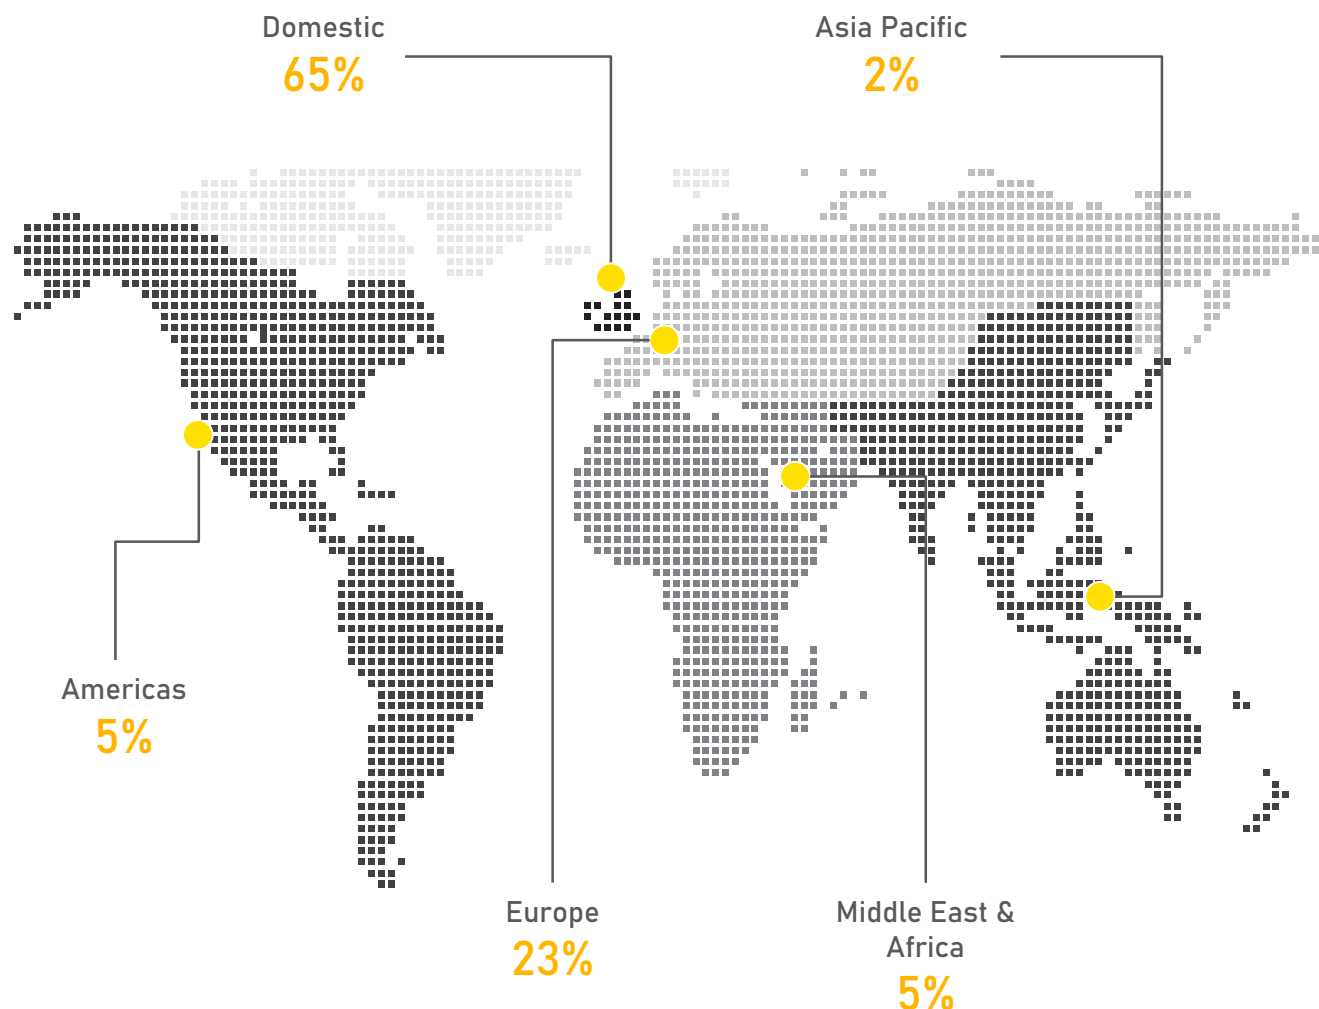 Domestic
65%
Asia Pacific
2%
Americas
5%
Europe
23%
Middle East &
Africa
5%